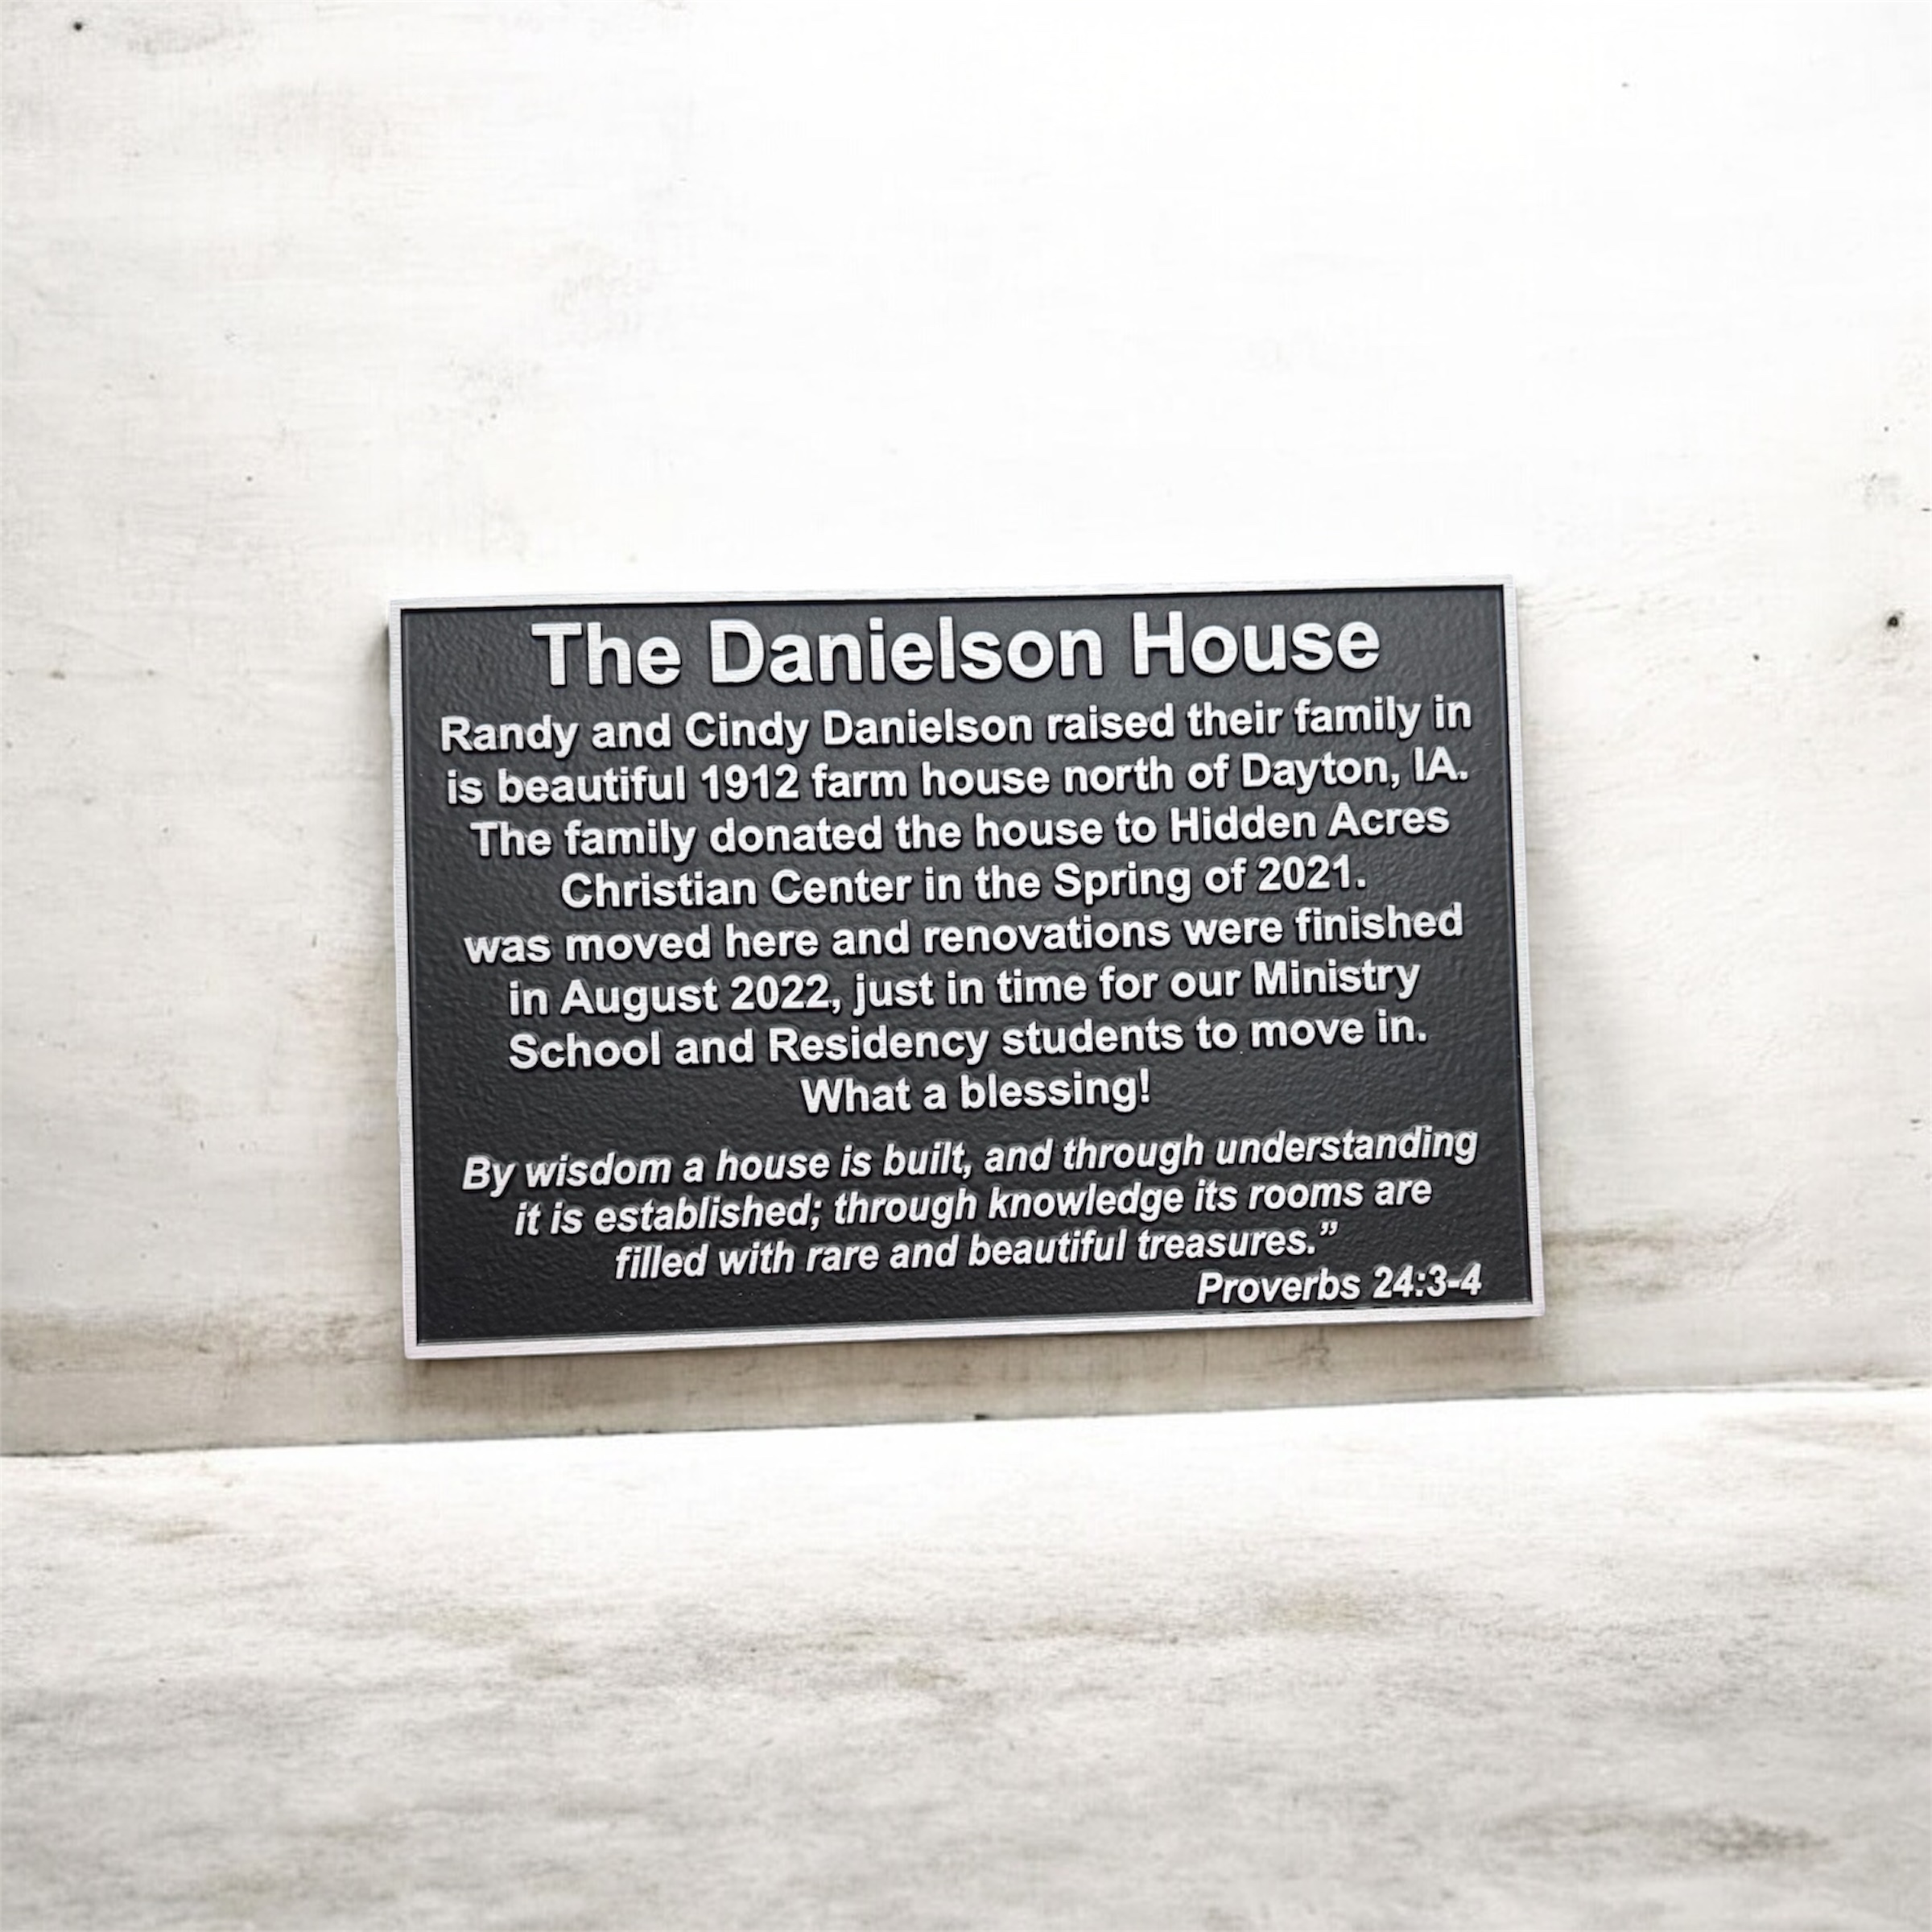 The Danielson House
Randy and Cindy Danielson raised their family in
is beautiful 1912 farm house north of Dayton, IA.
The family donated the house to Hidden Acres
Christian Center in the Spring of 2021.
was moved here and renovations were finished
in August 2022, just in time for our Ministry
School and Residency students to move in.
What a blessing!
By wisdom a house is built, and through understanding
it is established; through knowledge its rooms are
filled with rare and beautiful treasures.”
Proverbs 24:3-4